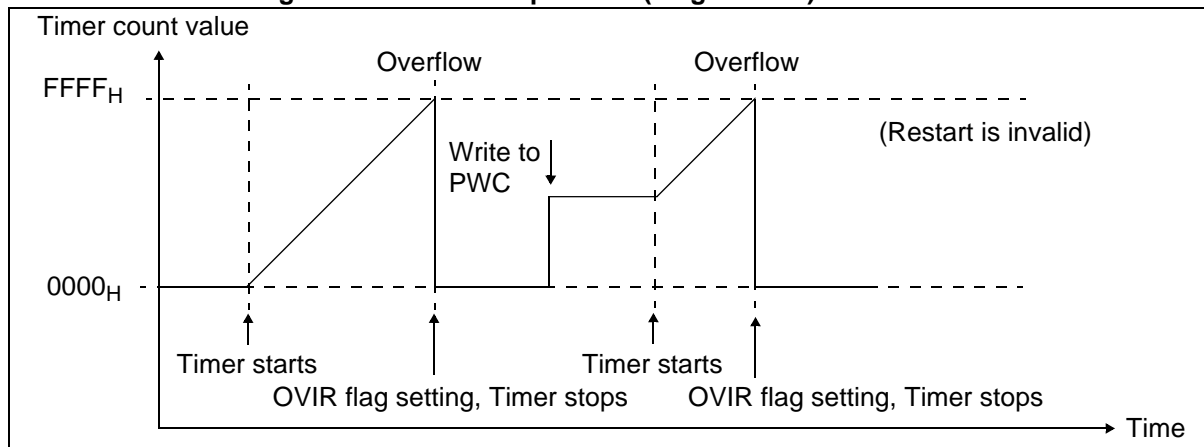 Timer count value
Overflow
Overflow
FFFFH
(Restart is invalid)
Write to
PWC
0000H
Timer starts
Timer starts
OVIR flag setting, Timer stops
OVIR flag setting, Timer stops
Time